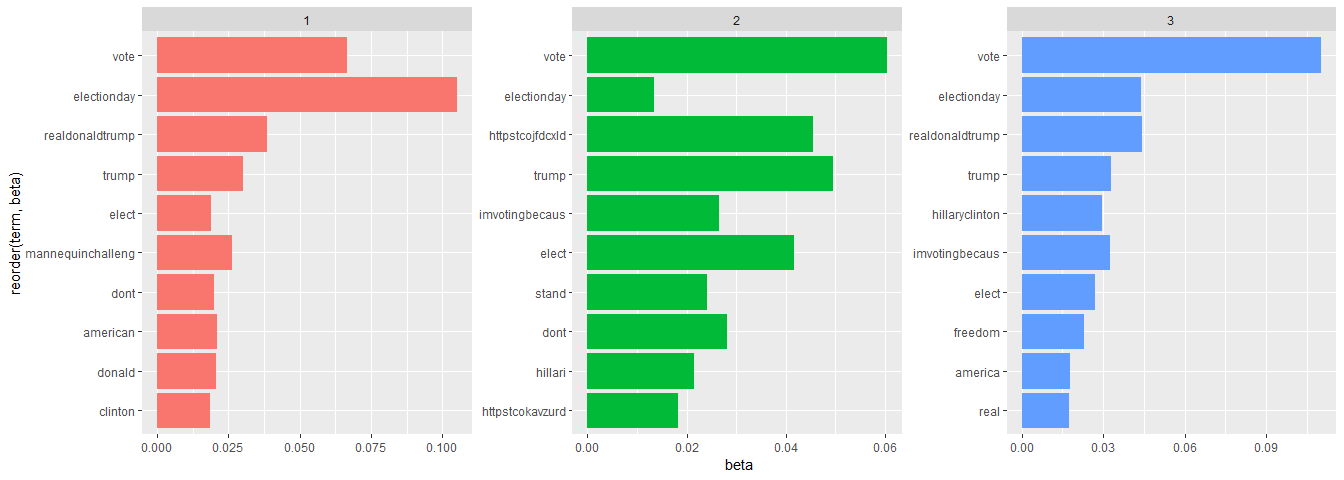 1
2
3
reorder(term, beta)
vote
electionday
realdonaldtrump
trump
elect
mannequinchalleng
dont
american
donald
clinton
0.000 0.025 0.050 0.075 0.100
vote
electionday
httpstcojfdcxld
trump
imvotingbecaus
elect
stand
dont
hillari
httpstcokavzurd
0.00 0.02 0.04 0.06
vote
electionday
realdonaldtrump
trump
hillaryclinton
imvotingbecaus
elect
freedom
america
real
0.00 0.03 0.06 0.09
beta